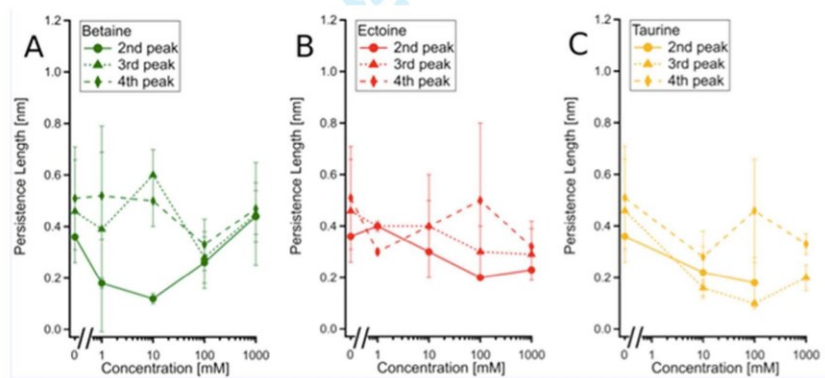 A
Betaine
2nd peak
3rd peak
4th peak
Persistence Length [nm]
1.2
1.0
0.8
0.6
0.4
0.2
0.0
0 1 10 100 1000
Concentration [mM]
B
Ectoine
2nd peak
3rd peak
4th peak
Persistence Length [nm]
1.2
1.0
0.8
0.6
0.4
0.2
0.0
0 1 10 100 1000
Concentration [mM]
C
Taurine
2nd peak
3rd peak
4th peak
Persistence Length [nm]
1.2
1.0
0.8
0.6
0.4
0.2
0.0
0 1 10 100 1000
Concentration [mM]